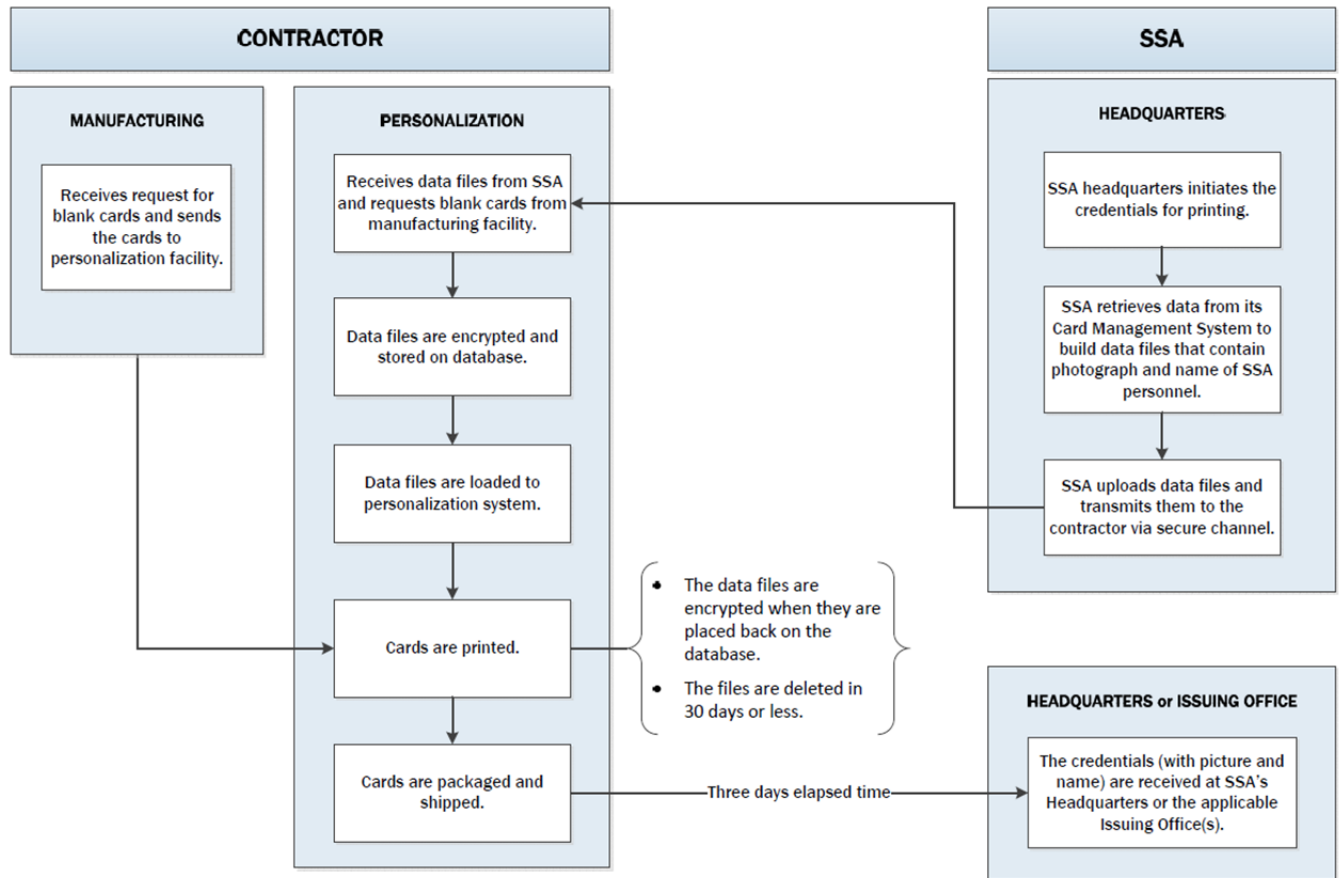 CONTRACTOR
MANUFACTURING
Receives request for
blank cards and sends
the cards to
personalization facility.
PERSONALIZATION
Receives data files from SSA
and requests blank cards from
manufacturing facility.
Data files are encrypted and
stored on database.
Data files are loaded to
personalization system.
Cards are printed.
• The data files are
encrypted when they are
placed back on the
database.
• The files are deleted in
30 days or less.
Cards are packaged and
shipped.
Three days elapsed time
SSA
HEADQUARTERS
SSA headquarters initiates the
credentials for printing.
SSA retrieves data from its
Card Management System to
build data files that contain
photograph and name of SSA
personnel.
SSA uploads data files and
transmits them to the
contractor via secure channel.
HEADQUARTERS or ISSUING OFFICE
The credentials (with picture and
name) are received at SSA's
Headquarters or the applicable
Issuing Office(s).